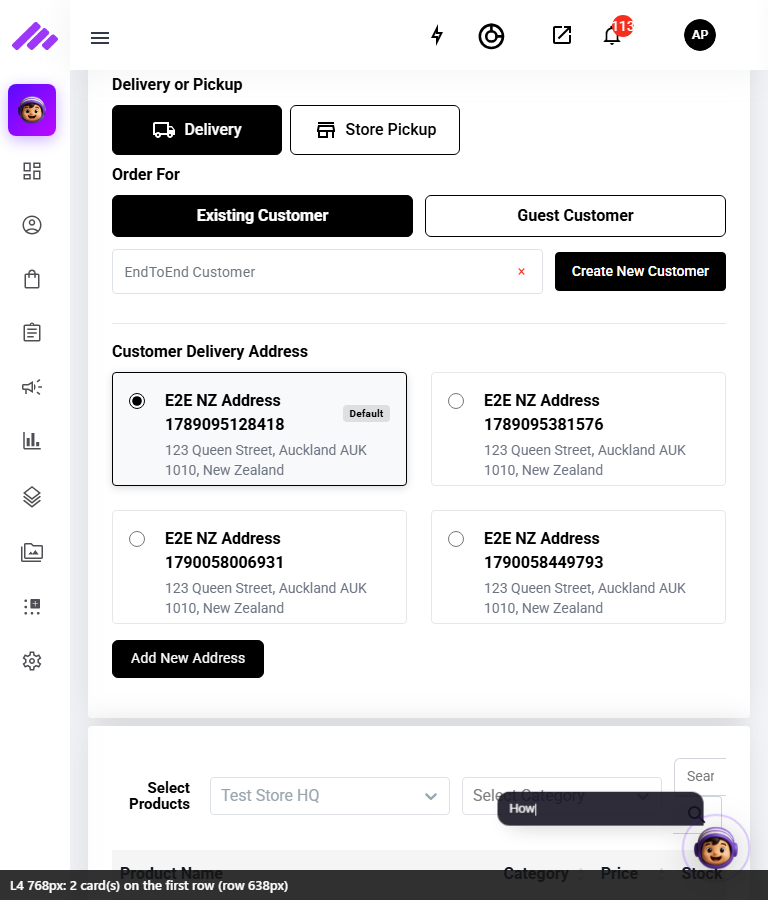 113
AP
Delivery or Pickup
Delivery
Store Pickup
Order For
Existing Customer
Guest Customer
EndToEnd Customer
×
Create New Customer
Customer Delivery Address
E2E NZ Address
1789095128418
Default
123 Queen Street, Auckland AUK
1010, New Zealand
E2E NZ Address
1789095381576
123 Queen Street, Auckland AUK
1010, New Zealand
E2E NZ Address
1790058006931
123 Queen Street, Auckland AUK
1010, New Zealand
E2E NZ Address
1790058449793
123 Queen Street, Auckland AUK
1010, New Zealand
Add New Address
Select
Products
Test Store HQ
Select Category
Sear
How
Product Name
Category
Price
Stock
L4 768px: 2 card(s) on the first row (row 638px)